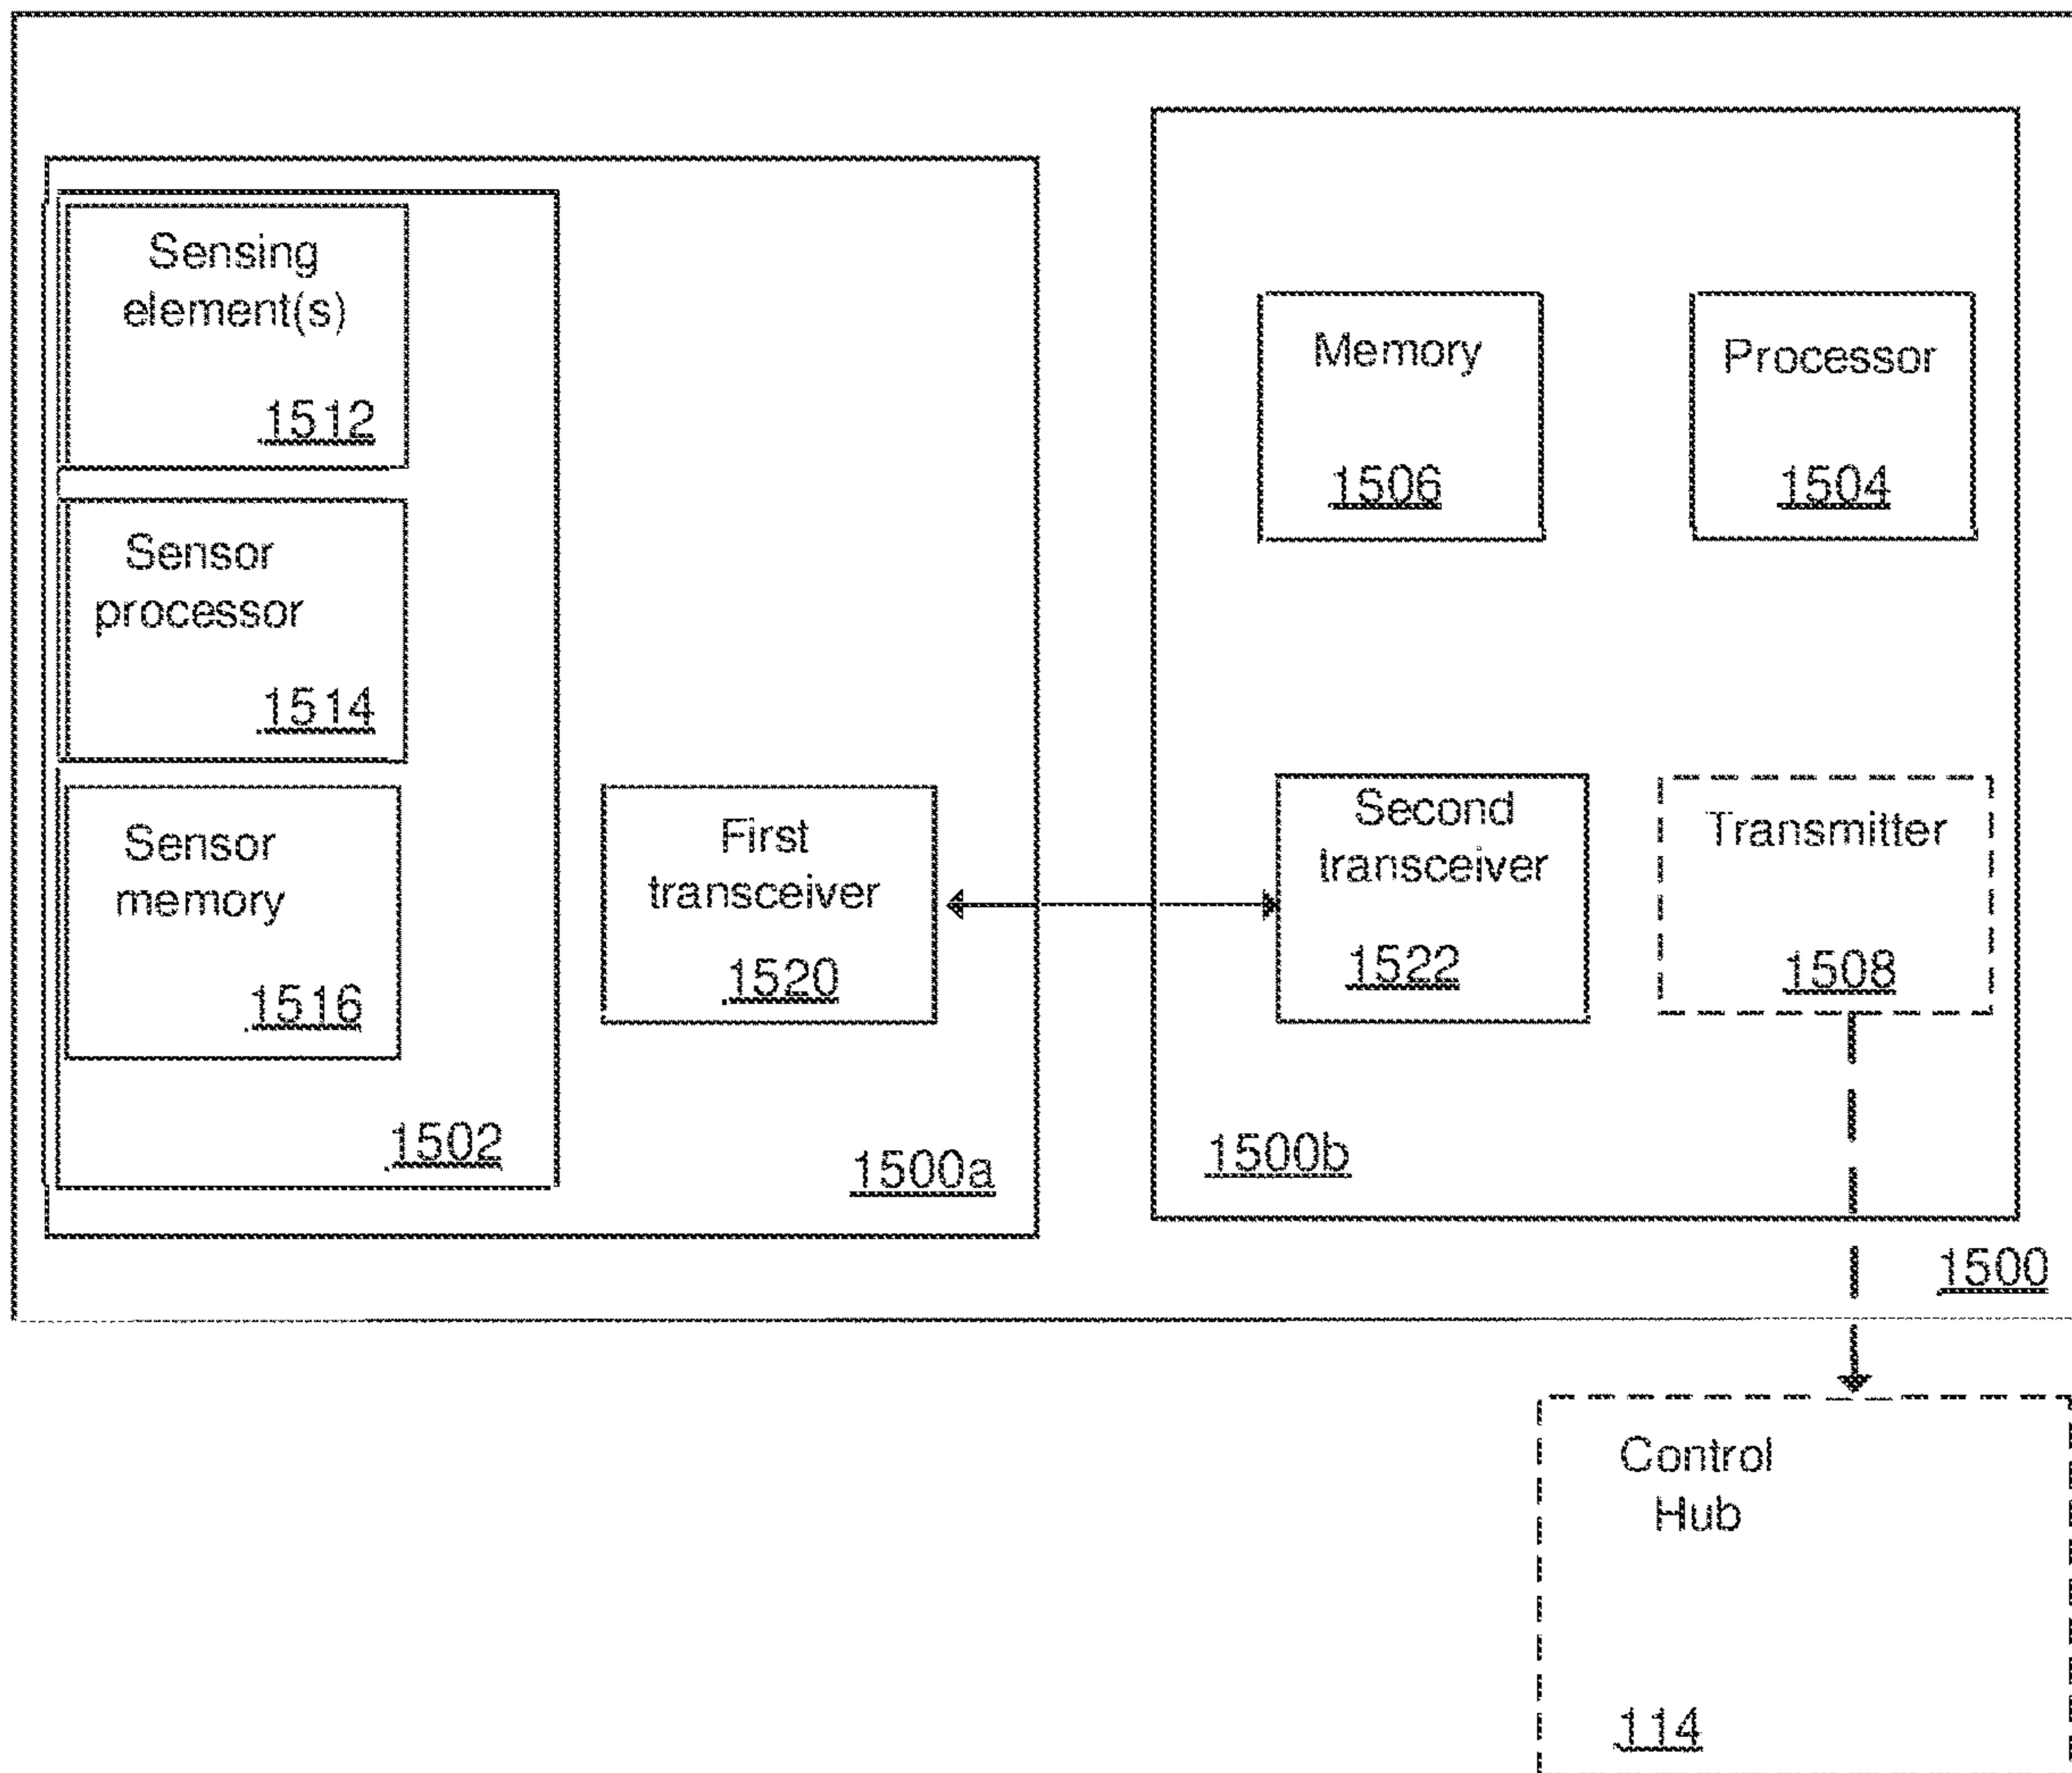 Sensing
element(s)
1512
Sensor
processor
1514
Sensor
memory
1516
1502
First
transceiver
1520
1500a
Memory
1506
Processor
1504
Second
transceiver
1522
Transmitter
1508
1500b
1500
Control
Hub
114